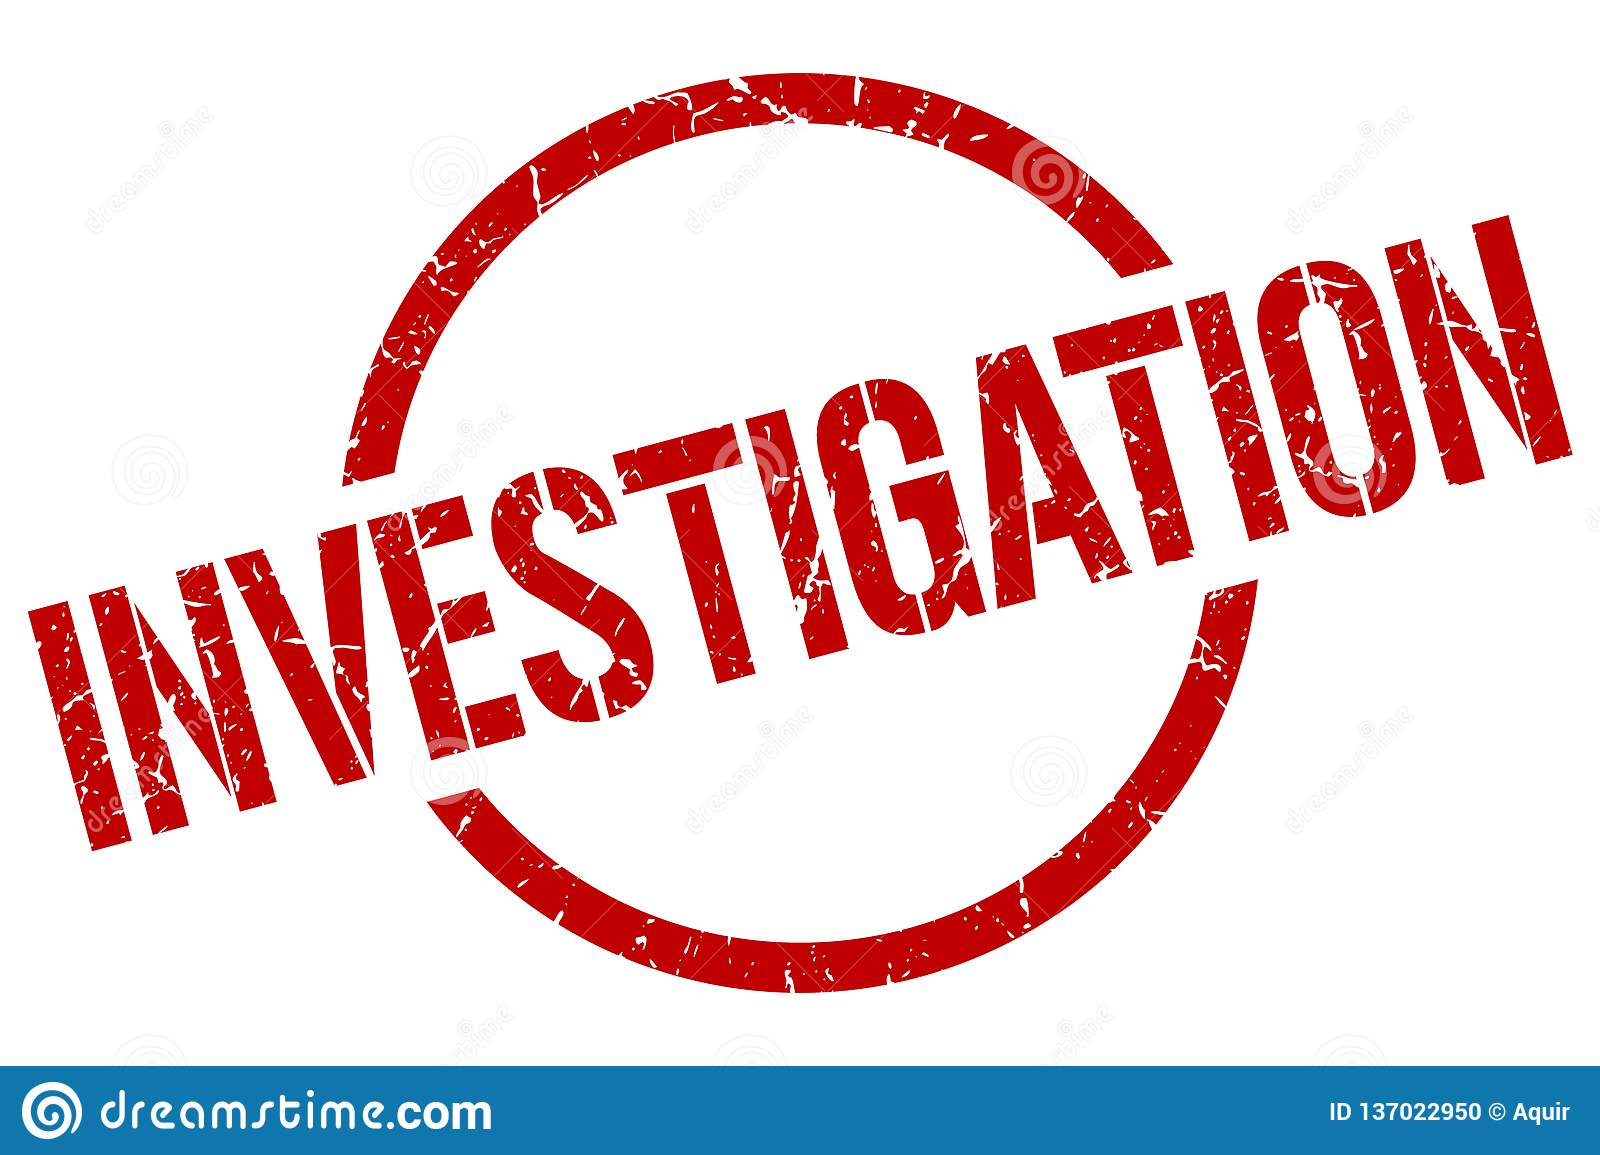 INVESTIGATION
dreamstime.com
ID 137022950 © Aquir